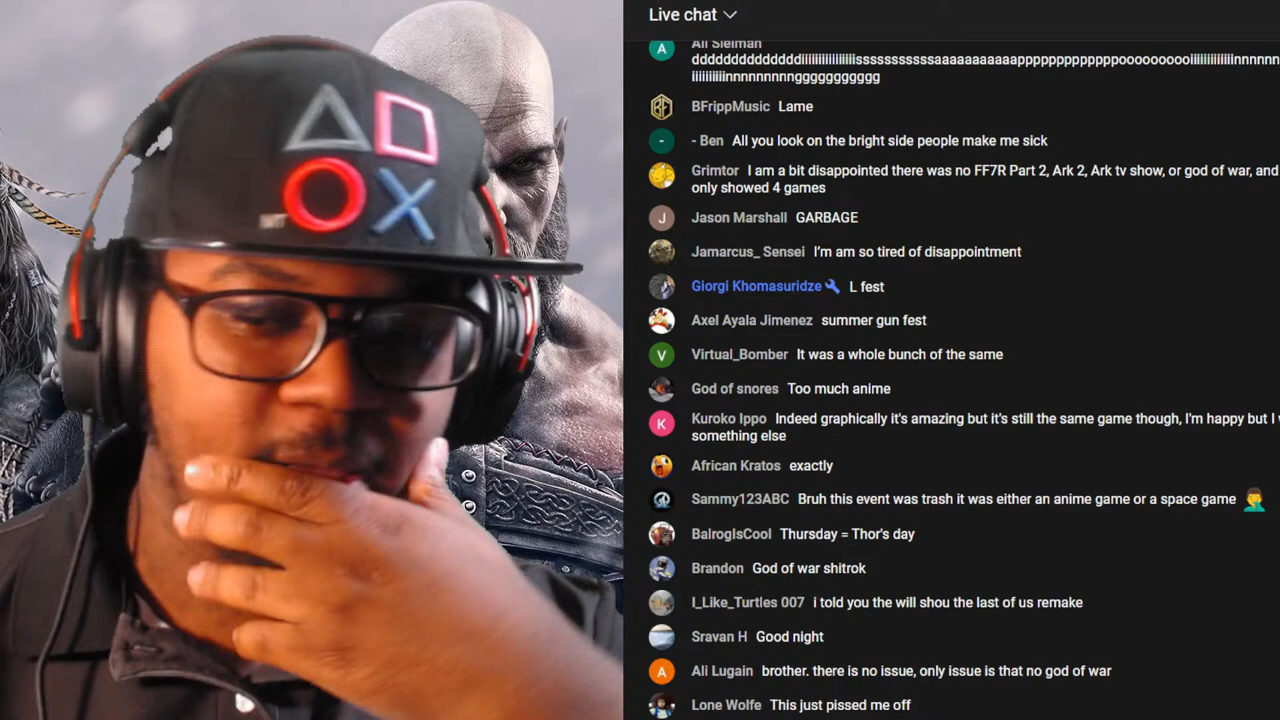 Live chat
Ali Sleiman
BFrippMusic Lame
- Ben All you look on the bright side people make me sick
Grimtor I am a bit disappointed there was no FF7R Part 2, Ark 2, Ark tv show, or god of war, and
only showed 4 games
Jason Marshall GARBAGE
Jamarcus_ Sensei I'm am so tired of disappointment
Giorgi Khomasuridze L fest
Axel Ayala Jimenez summer gun fest
Virtual_Bomber It was a whole bunch of the same
God of snores Too much anime
Kuroko Ippo Indeed graphically it's amazing but it's still the same game though, I'm happy but I
something else
African Kratos exactly
Sammy123ABC Bruh this event was trash it was either an anime game or a space game 🤦‍♂️
BalrogIsCool Thursday = Thor's day
Brandon God of war shitrok
I_Like_Turtles 007 i told you the will shou the last of us remake
Sravan H Good night
Ali Lugain brother. there is no issue, only issue is that no god of war
Lone Wolfe This just pissed me off